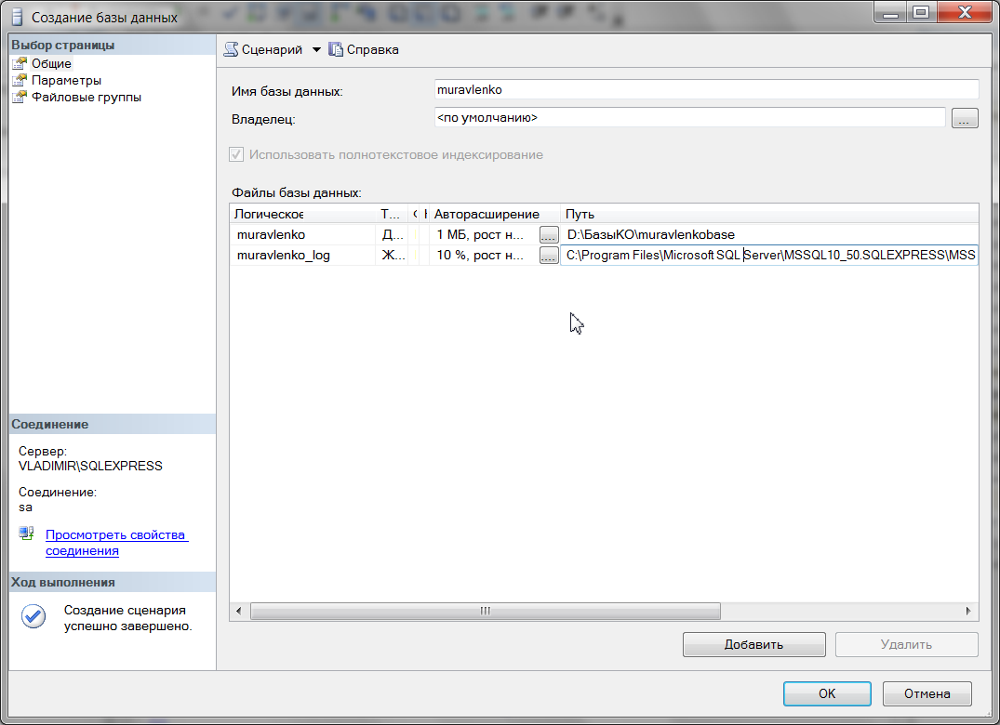 Создание базы данных
Выбор страницы
Общие
Параметры
Файловые группы
Сценарий
Справка
Имя базы данных:
muravlenko
Владелец:
<по умолчанию>
...
Использовать полнотекстовое индексирование
Файлы базы данных:
Логическое Т... Авторасширение Путь
muravlenko Д... 1 МБ, рост н... ... D:\БазыКО\muravlenkobase
muravlenko_log Ж... 10 %, рост н... ... C:\Program Files\Microsoft SQL Server\MSSQL10_50.SQLEXPRESS\MSS
Соединение
Сервер:
VLADIMIR\SQLEXPRESS
Соединение:
sa
Просмотреть свойства
соединения
Ход выполнения
Создание сценария
успешно завершено.
Добавить
Удалить
OK
Отмена